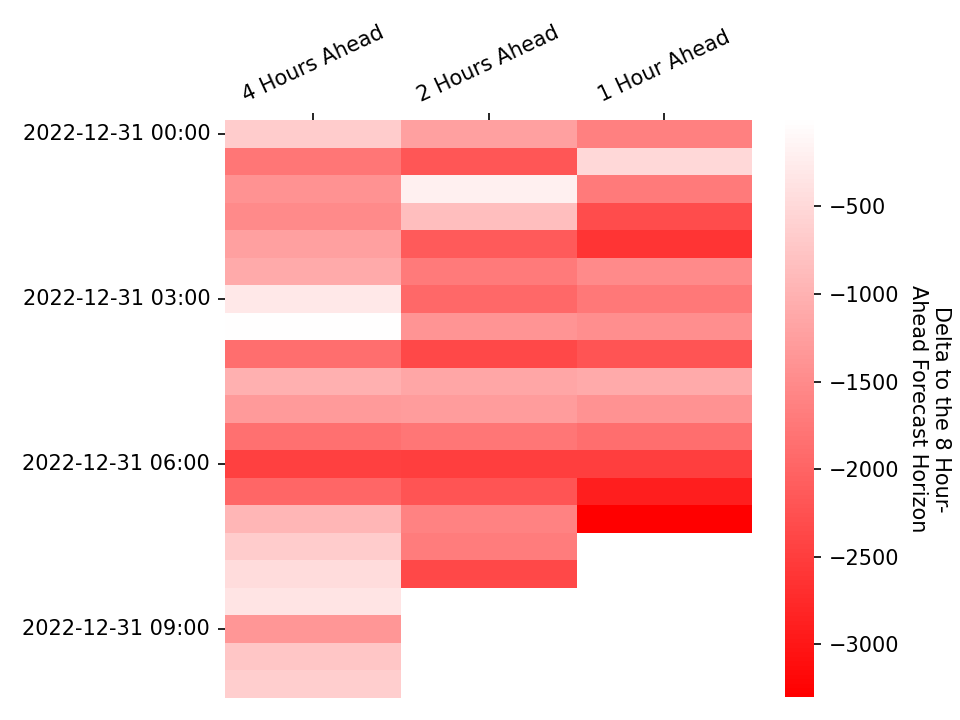 4 Hours Ahead
2 Hours Ahead
1 Hour Ahead
2022-12-31 00:00
2022-12-31 03:00
2022-12-31 06:00
2022-12-31 09:00
−500
−1000
−1500
−2000
−2500
−3000
Delta to the 8 Hour-
Ahead Forecast Horizon